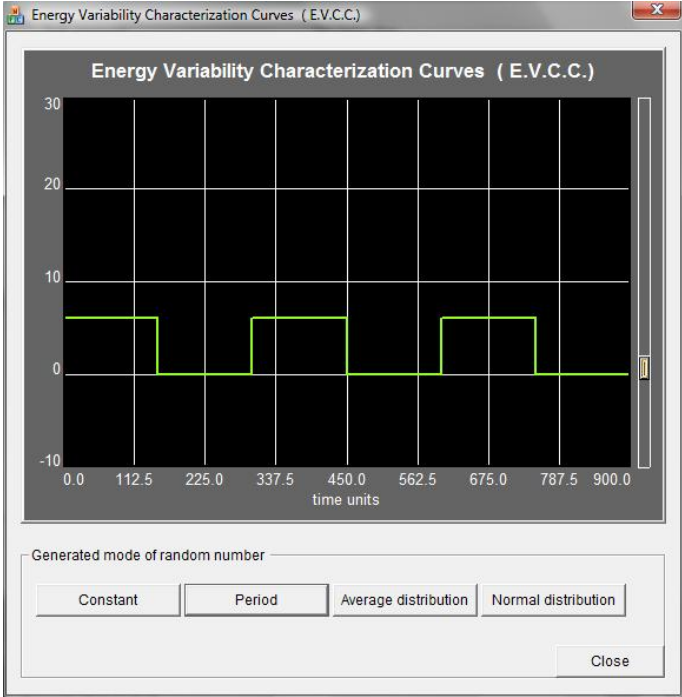 Energy Variability Characterization Curves ( E.V.C.C.)
X
Energy Variability Characterization Curves ( E.V.C.C.)
30
20
10
0
-10
0.0 112.5 225.0 337.5 450.0 562.5 675.0 787.5 900.0
time units
Generated mode of random number
Constant Period Average distribution Normal distribution
Close